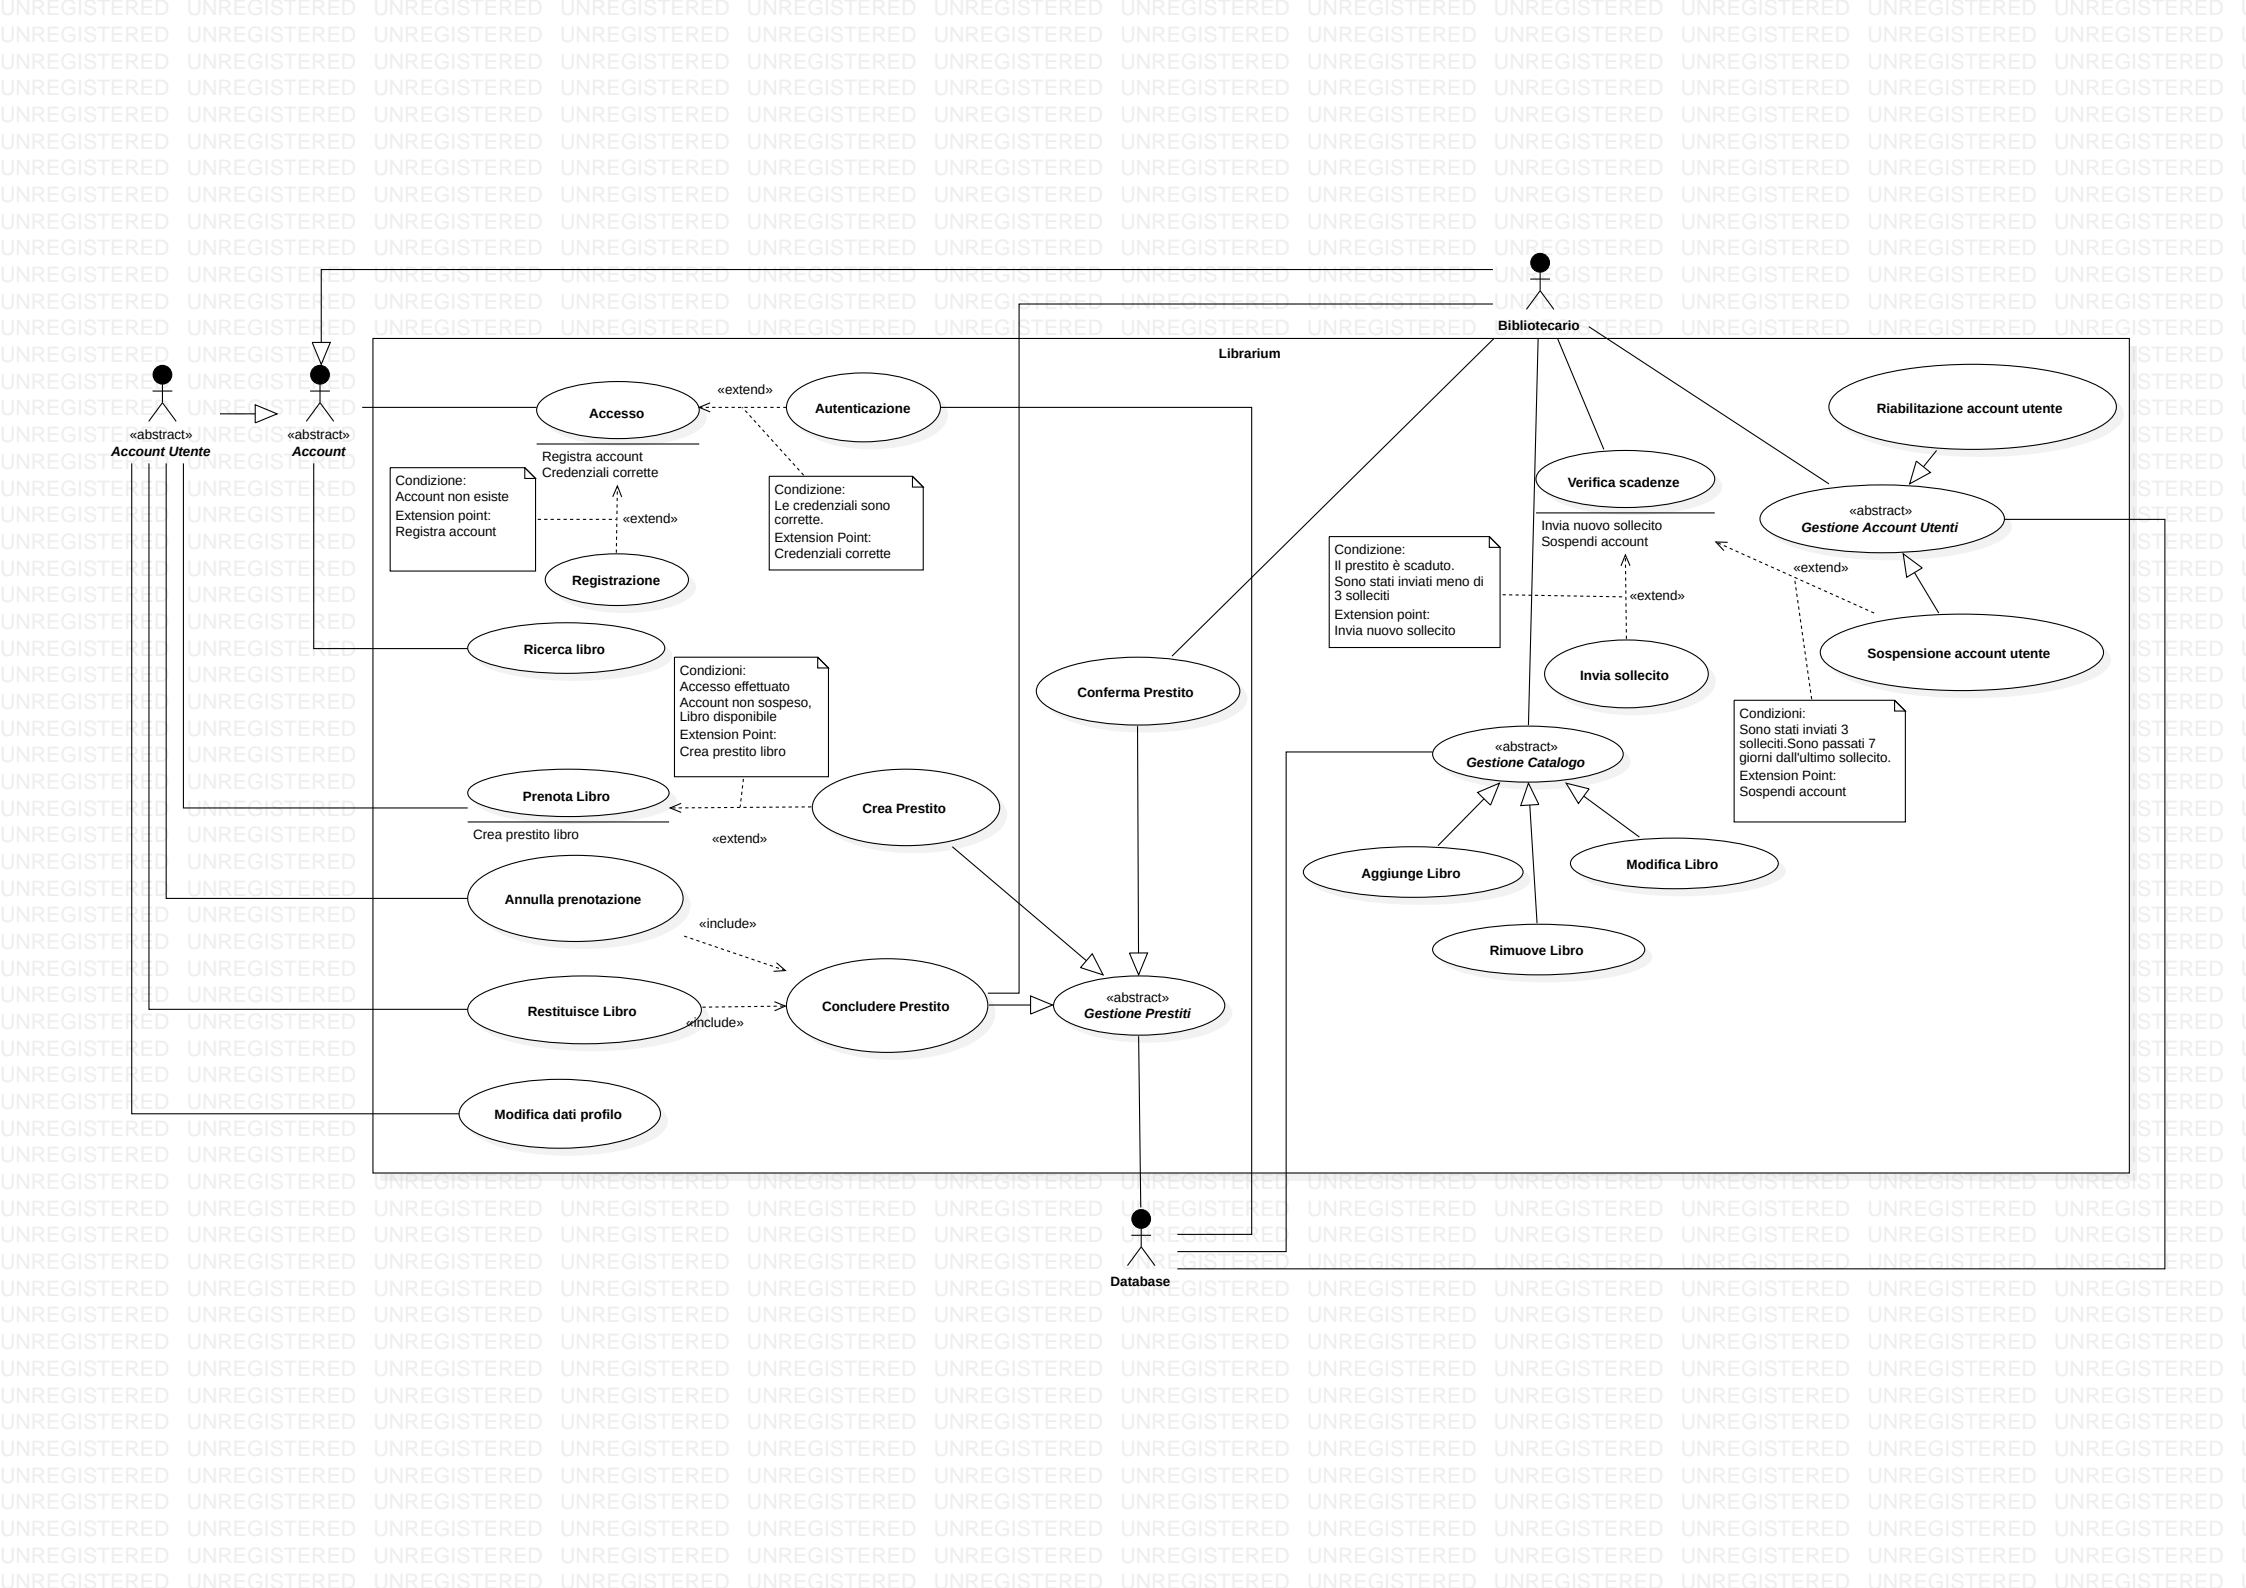 Bibliotecario
Librarium
«abstract»
Account Utente
«abstract»
Account
Accesso
Registra account
Credenziali corrette
«extend»
Autenticazione
Condizione:
Account non esiste
Extension point:
Registra account
«extend»
Registrazione
Condizione:
Le credenziali sono
corrette.
Extension Point:
Credenziali corrette
Ricerca libro
Condizioni:
Accesso effettuato
Account non sospeso,
Libro disponibile
Extension Point:
Crea prestito libro
Prenota Libro
Crea prestito libro
«extend»
Crea Prestito
Annulla prenotazione
«include»
Restituisce Libro
«include»
Concludere Prestito
Modifica dati profilo
Conferma Prestito
«abstract»
Gestione Prestiti
Verifica scadenze
Invia nuovo sollecito
Sospendi account
Condizione:
Il prestito è scaduto.
Sono stati inviati meno di
3 solleciti
Extension point:
Invia nuovo sollecito
«extend»
Invia sollecito
Riabilitazione account utente
«abstract»
Gestione Account Utenti
«extend»
Sospensione account utente
Condizioni:
Sono stati inviati 3
solleciti.Sono passati 7
giorni dall'ultimo sollecito.
Extension Point:
Sospendi account
«abstract»
Gestione Catalogo
Aggiunge Libro
Modifica Libro
Rimuove Libro
Database
UNREGISTERED